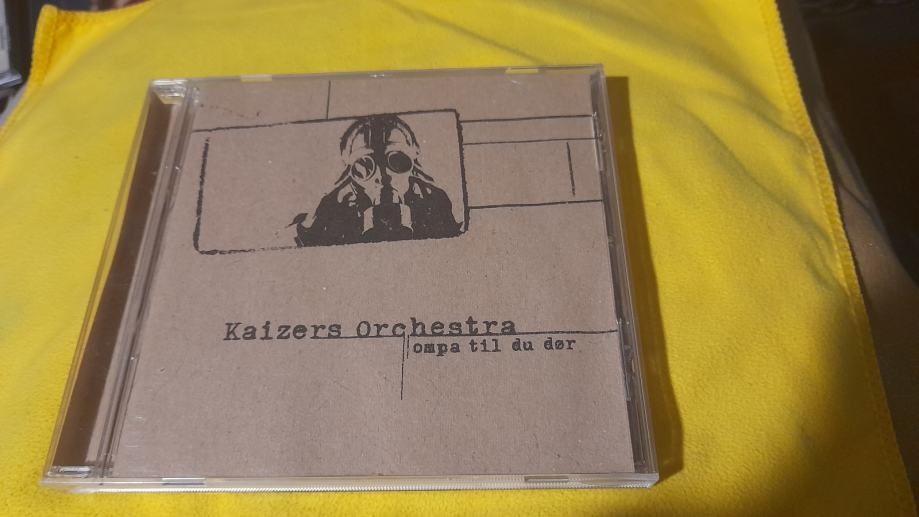 Kaizers Orchestra
ompa til du dør